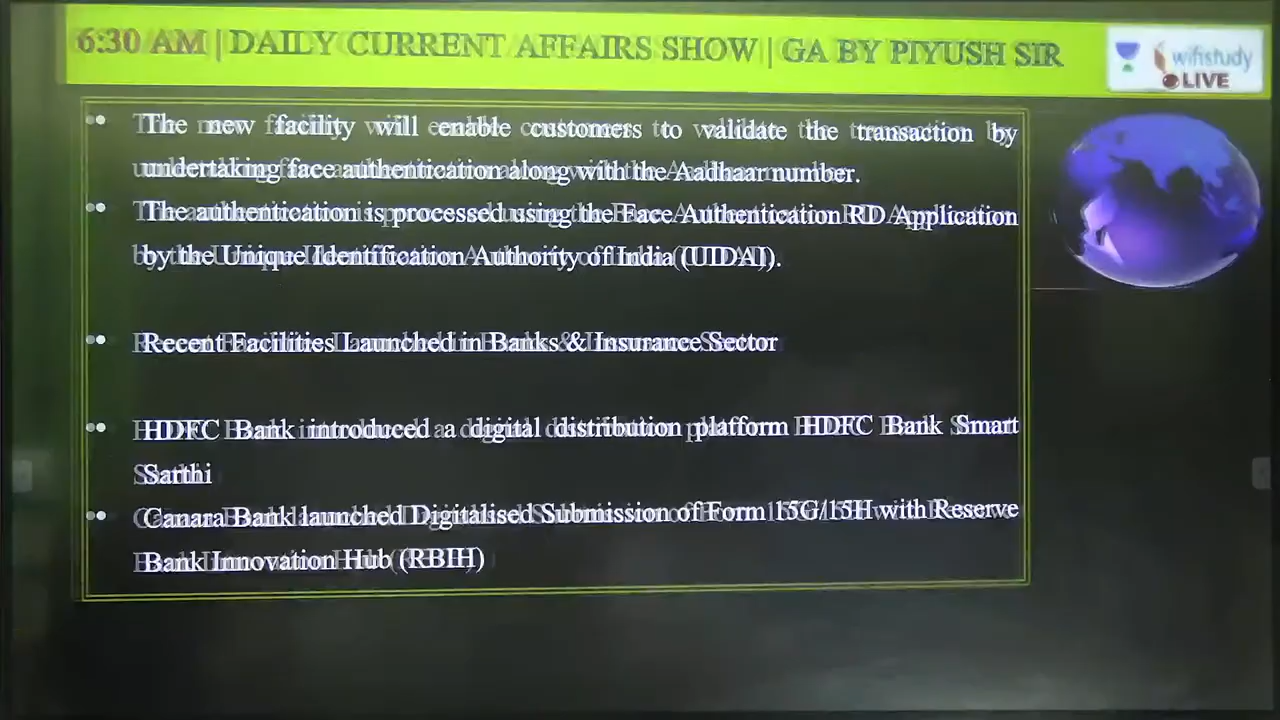 6:30 AM | DAILY CURRENT AFFAIRS SHOW | GA BY PIYUSH SIR
wifistudy
LIVE
• The new facility will enable customers to validate the transaction by
undertaking face authentication along with the Aadhaar number.
• The authentication is processed using the Face Authentication RD Application
by the Unique Identification Authority of India (UIDAI).
• Recent Facilities Launched in Banks & Insurance Sector
• HDFC Bank introduced a digital distribution platform HDFC Bank Smart
Sarthi
• Canara Bank launched Digitalised Submission of Form 15G/15H with Reserve
Bank Innovation Hub (RBIH)